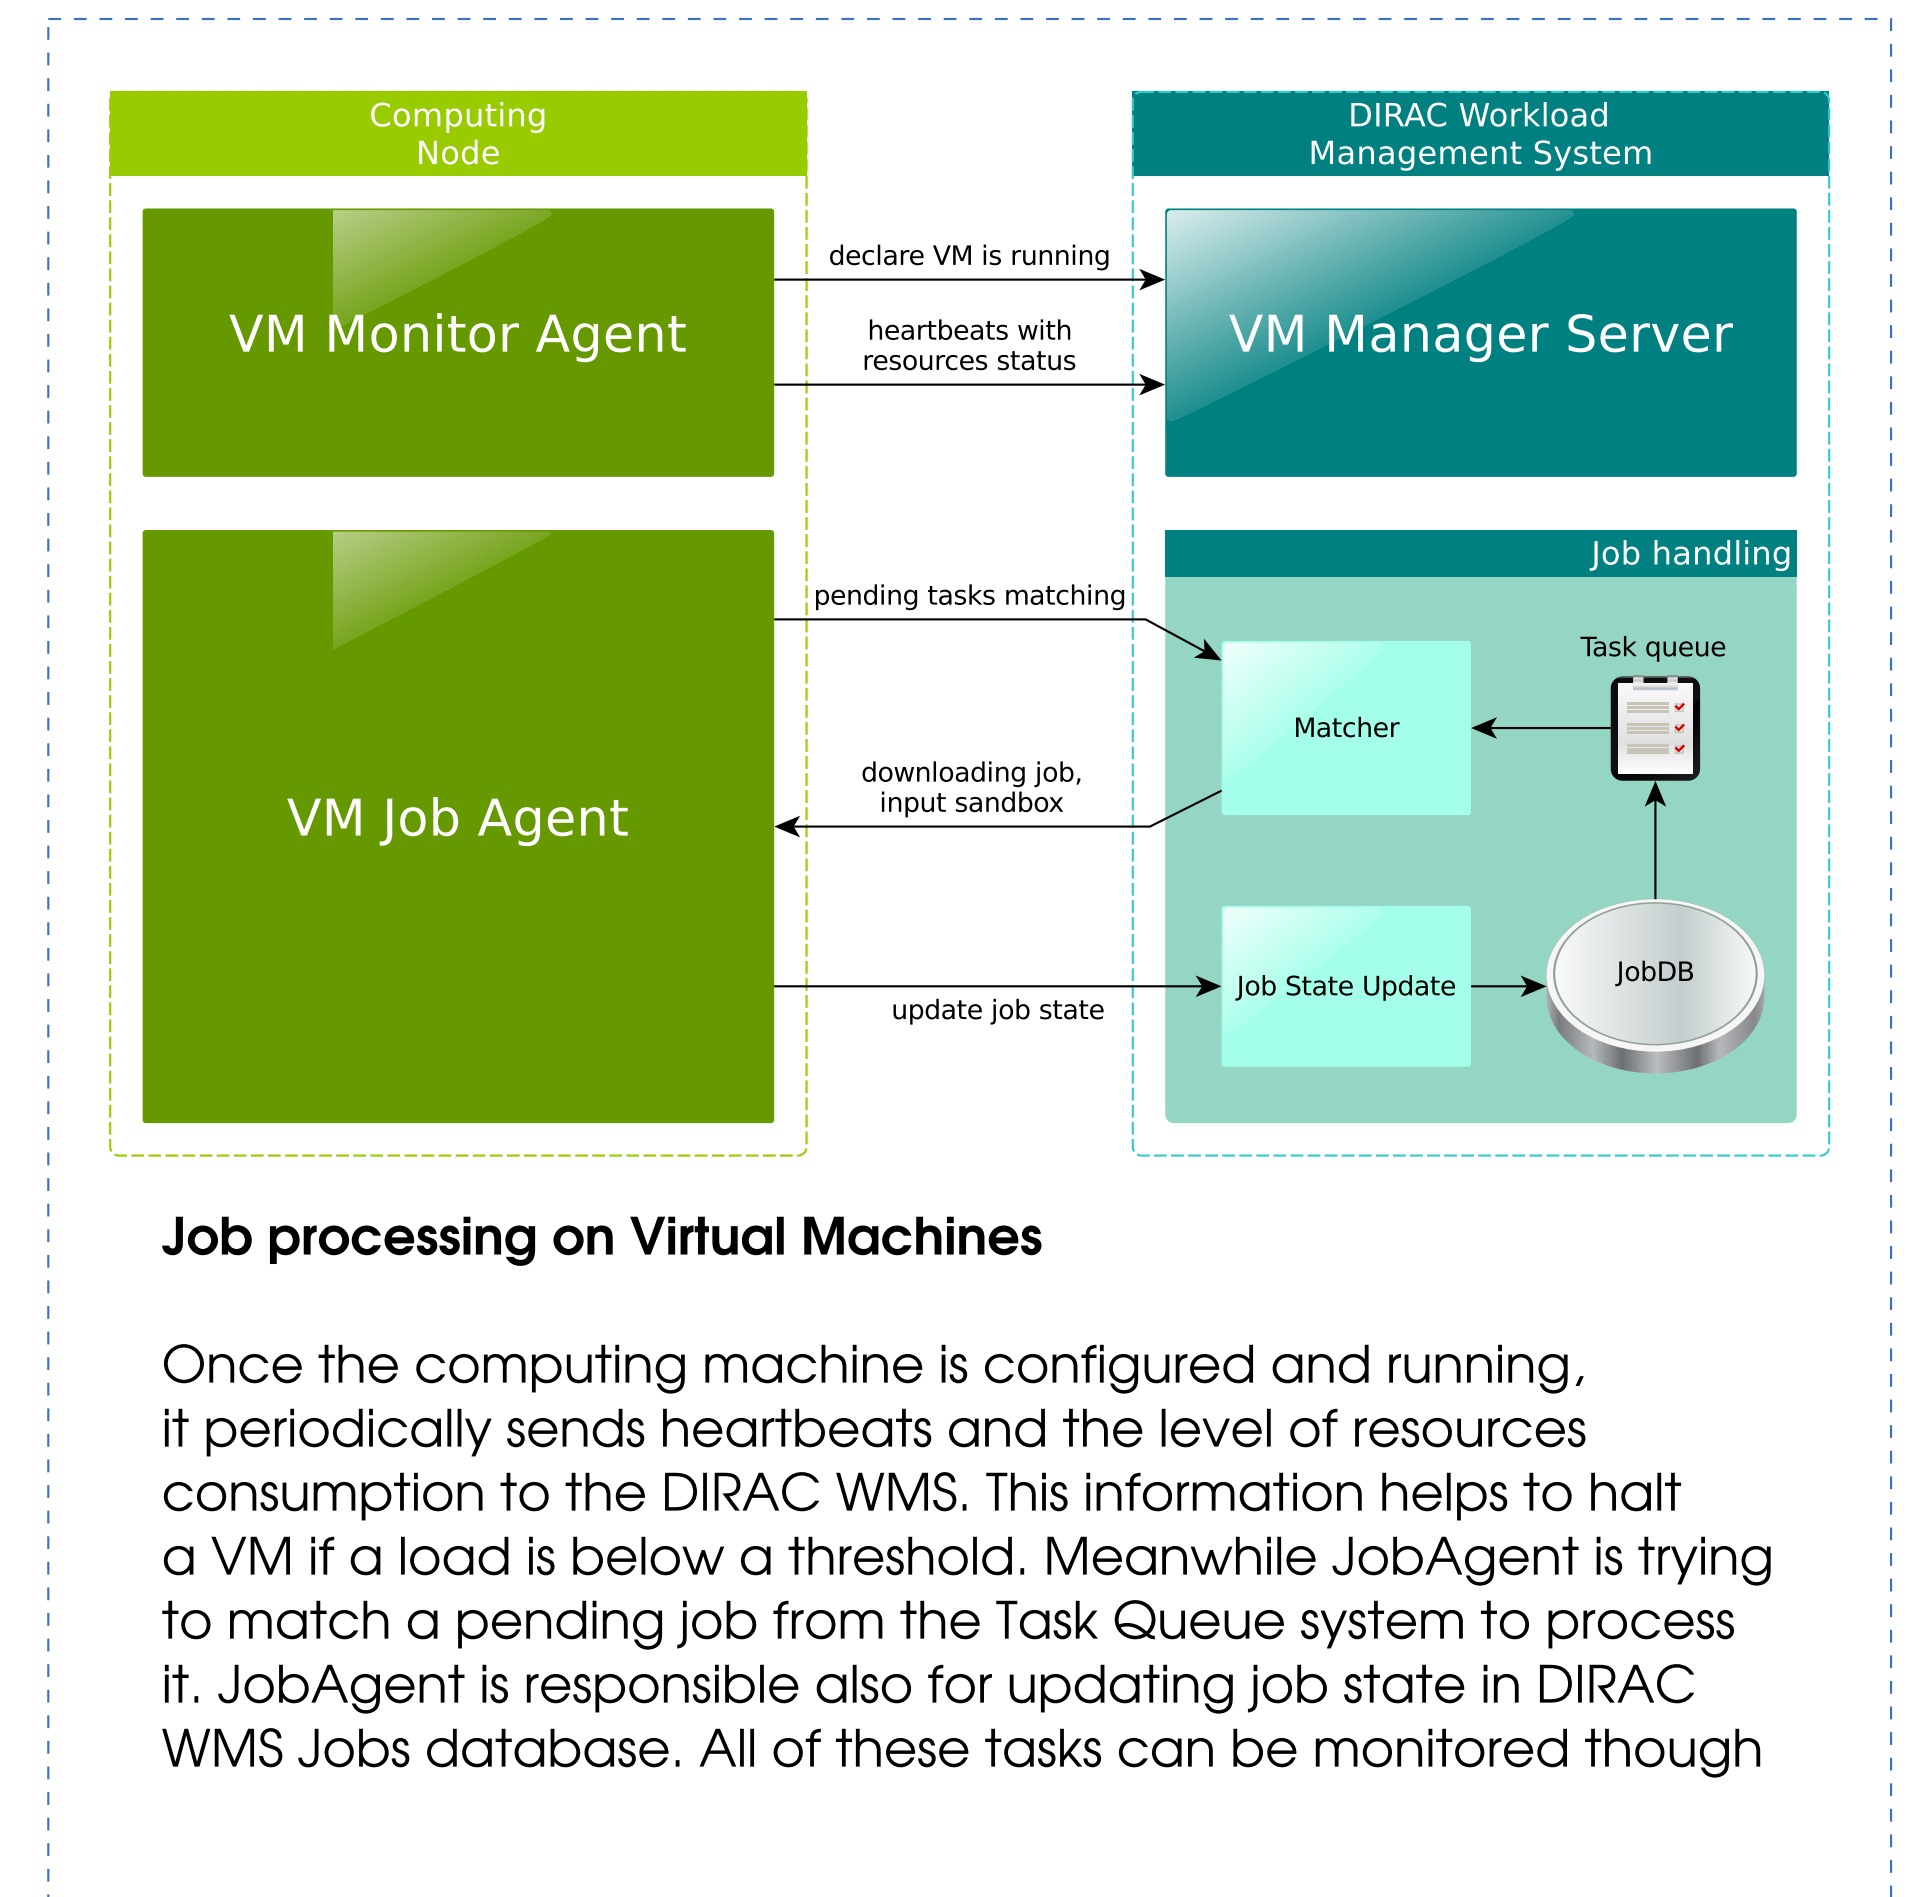 Computing
Node
DIRAC Workload
Management System
VM Monitor Agent
declare VM is running
heartbeats with
resources status
VM Manager Server
VM Job Agent
pending tasks matching
downloading job,
input sandbox
update job state
Job handling
Matcher
Task queue
Job State Update
JobDB
Job processing on Virtual Machines
Once the computing machine is configured and running,
it periodically sends heartbeats and the level of resources
consumption to the DIRAC WMS. This information helps to halt
a VM if a load is below a threshold. Meanwhile JobAgent is trying
to match a pending job from the Task Queue system to process
it. JobAgent is responsible also for updating job state in DIRAC
WMS Jobs database. All of these tasks can be monitored though